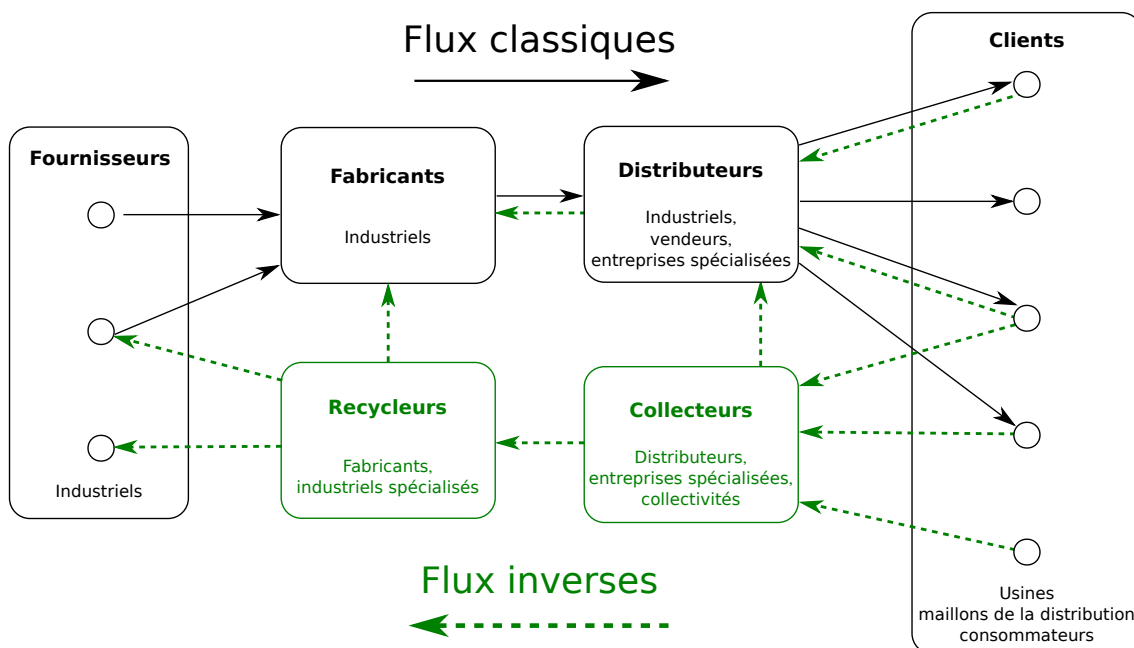 Flux classiques
Clients
Fournisseurs
Industriels
Fabricants
Industriels
Distributeurs
Industriels,
vendeurs,
entreprises spécialisées
Recycleurs
Fabricants,
industriels spécialisés
Collecteurs
Distributeurs,
entreprises spécialisées,
collectivités
Usines
maillons de la distribution
consommateurs
Flux inverses